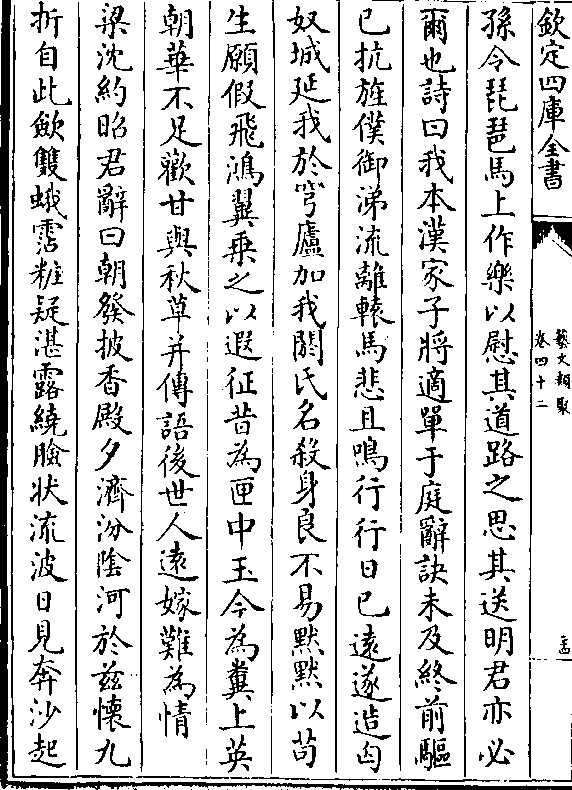 欽定四庫全書
藝文類聚
卷四十二
孫令琵琶馬上作樂以慰其道路之思其送明君亦必
爾也詩曰我本漢家子將適單于庭辭訣未及終前驅
已抗旌僕御涕流離轅馬悲且鳴行行日已遠遂造匈
奴城延我於穹廬加我閼氏名殺身良不易默默以苟
生願假飛鴻翼乗之以遐征昔為匣中玉今為糞上英
朝華不足歡甘與秋草并傳語後世人遠嫁難為情
梁沈約昭君辭曰朝發披香殿夕濟汾陰河於兹懷九
折自此斂雙蛾霑粧疑湛露繞臉狀流波日見奔沙起